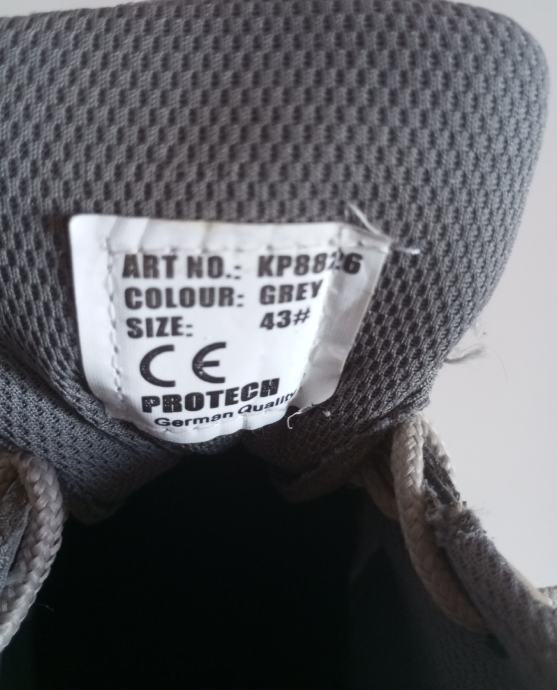 ART NO.: KP8826
COLOUR: GREY
SIZE: 43#
CE
PROTECH
German Quality